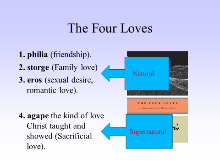 The Four Loves
1. philia (friendship).
2. storge (Family love)
3. eros (sexual desire,
romantic love).
Natural
4. agape the kind of love
Christ taught and
showed (Sacrificial
love).
THE FOUR LOVES
Supernatural